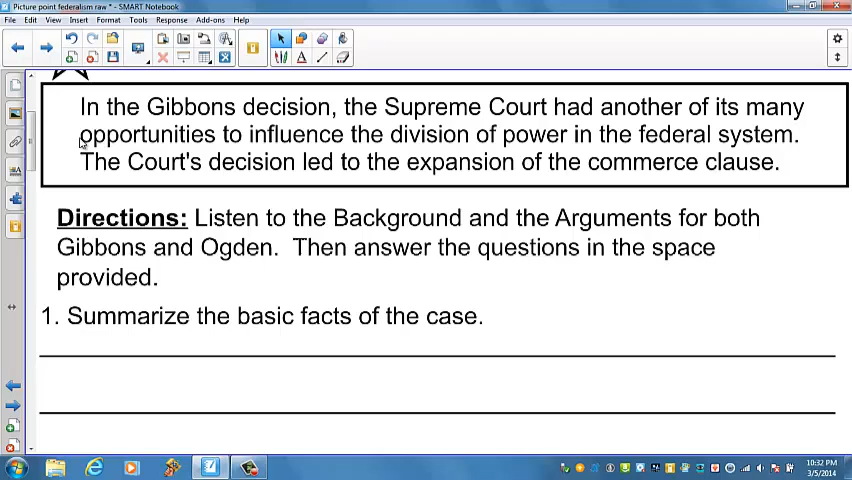 Picture point federalism raw * - SMART Notebook
File Edit View Insert Format Tools Response Add-ons Help
In the Gibbons decision, the Supreme Court had another of its many
opportunities to influence the division of power in the federal system.
The Court's decision led to the expansion of the commerce clause.
Directions: Listen to the Background and the Arguments for both
Gibbons and Ogden. Then answer the questions in the space
provided.
1. Summarize the basic facts of the case.
10:32 PM
3/5/2014